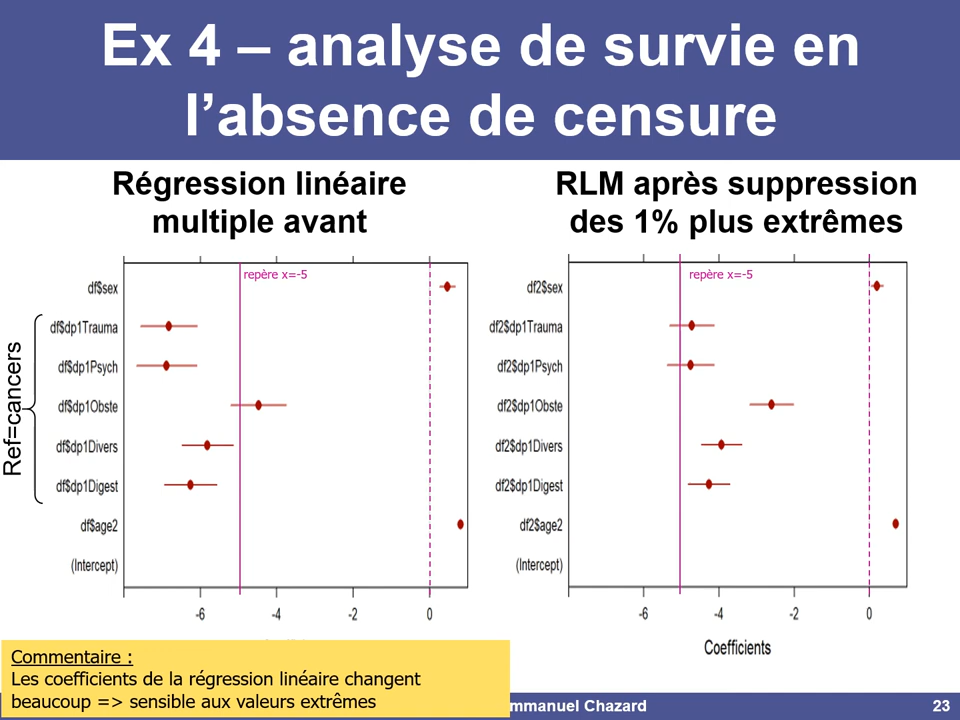 Ex 4 – analyse de survie en
l’absence de censure
Régression linéaire
multiple avant
RLM après suppression
des 1% plus extrêmes
repère x=-5
df$sex
df$dp1Trauma
df$dp1Psych
df$dp1Obste
df$dp1Divers
df$dp1Digest
df$age2
(Intercept)
Ref=cancers
-6
-4
-2
0
repère x=-5
df2$sex
df2$dp1Trauma
df2$dp1Psych
df2$dp1Obste
df2$dp1Divers
df2$dp1Digest
df2$age2
(Intercept)
-6
-4
-2
0
Coefficients
Commentaire :
Les coefficients de la régression linéaire changent
beaucoup => sensible aux valeurs extrêmes
mmanuel Chazard
23